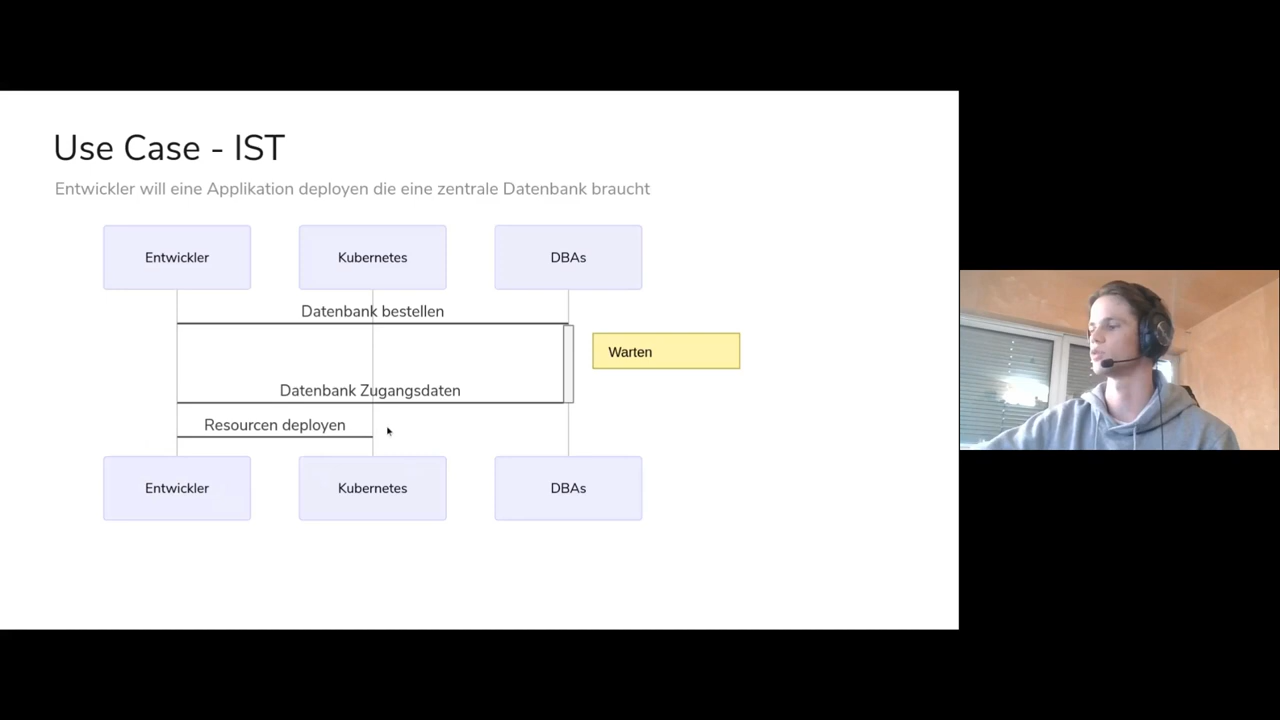 Use Case - IST
Entwickler will eine Applikation deployen die eine zentrale Datenbank braucht
Entwickler
Kubernetes
DBAs
Datenbank bestellen
Warten
Datenbank Zugangsdaten
Resourcen deployen
Entwickler
Kubernetes
DBAs